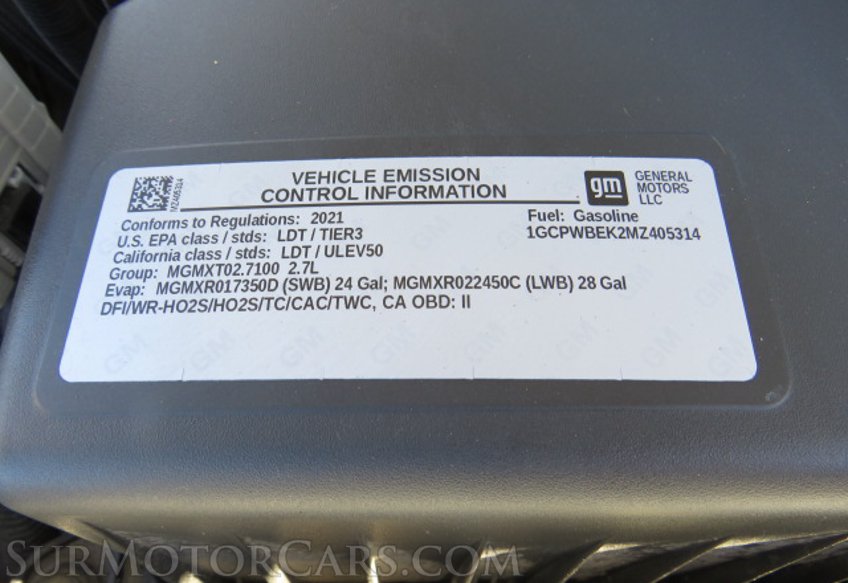 VEHICLE EMISSION
CONTROL INFORMATION
MZ405314
gm
GENERAL
MOTORS
LLC
Conforms to Regulations: 2021
Fuel: Gasoline
U.S. EPA class / stds: LDT / TIER3
1GCPWBEK2MZ405314
California class / stds: LDT / ULEV50
Group: MGMXT02.7100 2.7L
Evap: MGMXR017350D (SWB) 24 Gal; MGMXR022450C (LWB) 28 Gal
DFI/WR-HO2S/HO2S/TC/CAC/TWC, CA OBD: II
SurMotorCars.com